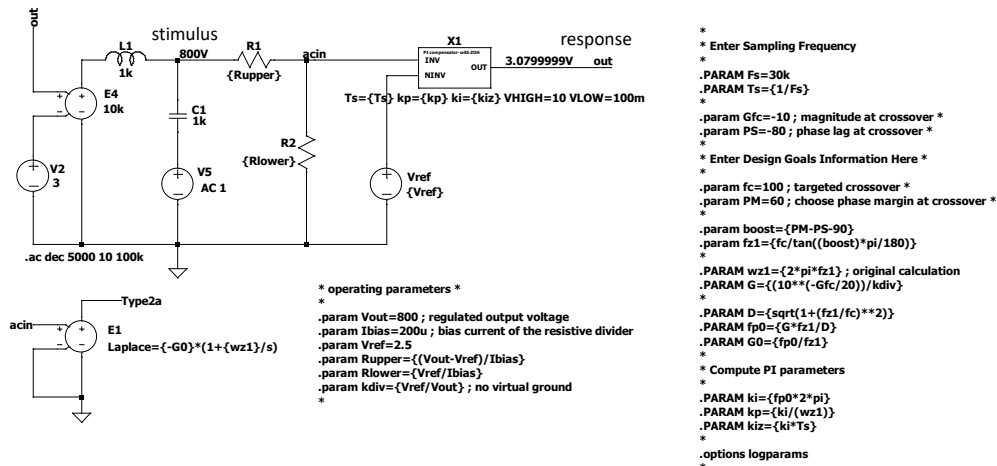 out
stimulus
response
L1
1k
800V
R1
{Rupper}
acin
X1
PI compensator- with ZOH
INV
NINV
OUT
3.0799999V
out
Ts={Ts} kp={kp} ki={kiz} VHIGH=10 VLOW=100m
E4
10k
C1
1k
R2
{Rlower}
V2
3
V5
AC 1
Vref
{Vref}
.ac dec 5000 10 100k
Type2a
acin
E1
Laplace={-G0}*(1+{wz1}/s)
* operating parameters *
*
.param Vout=800 ; regulated output voltage
.param Ibias=200u ; bias current of the resistive divider
.param Vref=2.5
.param Rupper={(Vout-Vref)/Ibias}
.param Rlower={Vref/Ibias}
.param kdiv={Vref/Vout} ; no virtual ground
*
*
* Enter Sampling Frequency
*
.PARAM Fs=30k
.PARAM Ts={1/Fs}
*
.param Gfc=-10 ; magnitude at crossover *
.param PS=-80 ; phase lag at crossover *
*
* Enter Design Goals Information Here *
*
.param fc=100 ; targeted crossover *
.param PM=60 ; choose phase margin at crossover *
*
.param boost={PM-PS-90}
.param fz1={fc/tan((boost)*pi/180)}
*
.PARAM wz1={2*pi*fz1} ; original calculation
.PARAM G={(10**(-Gfc/20))/kdiv}
*
.PARAM D={sqrt(1+(fz1/fc)**2)}
.PARAM fp0={G*fz1/D}
.PARAM G0={fp0/fz1}
*
* Compute PI parameters
*
.PARAM ki={fp0*2*pi}
.PARAM kp={ki/(wz1)}
.PARAM kiz={ki*Ts}
*
.options logparams
*